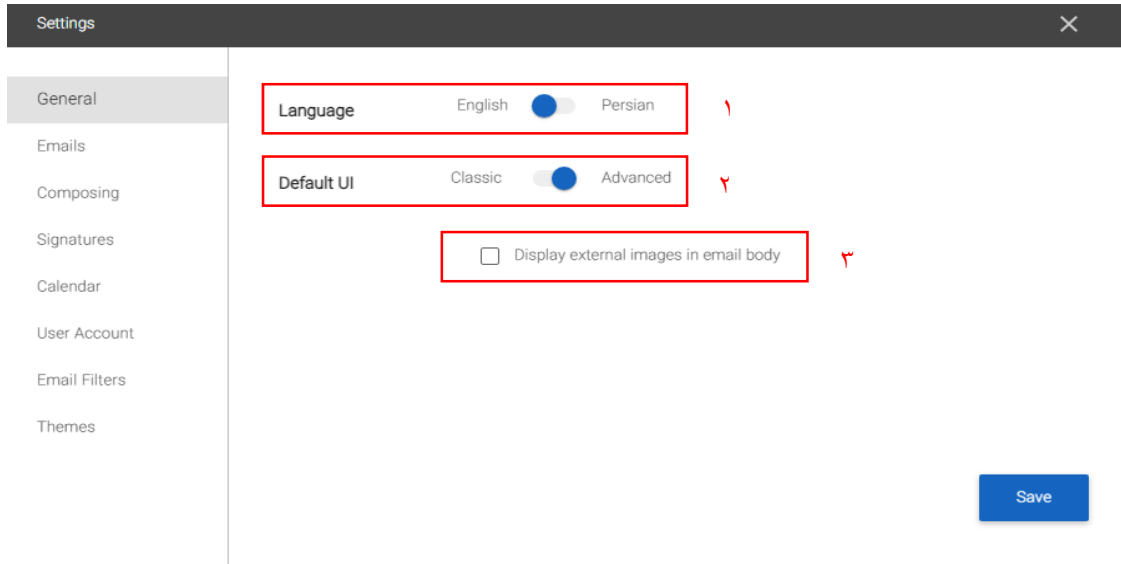 Settings
General
Emails
Composing
Signatures
Calendar
User Account
Email Filters
Themes
Language English Persian ۱
Default UI Classic Advanced ۲
Display external images in email body ۳
Save